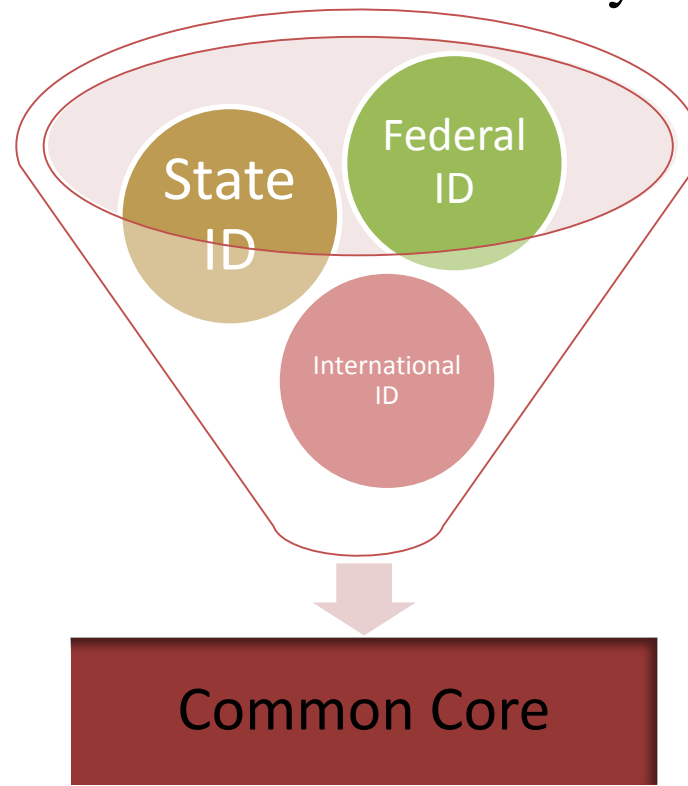 State
ID
Federal
ID
International
ID
Common Core